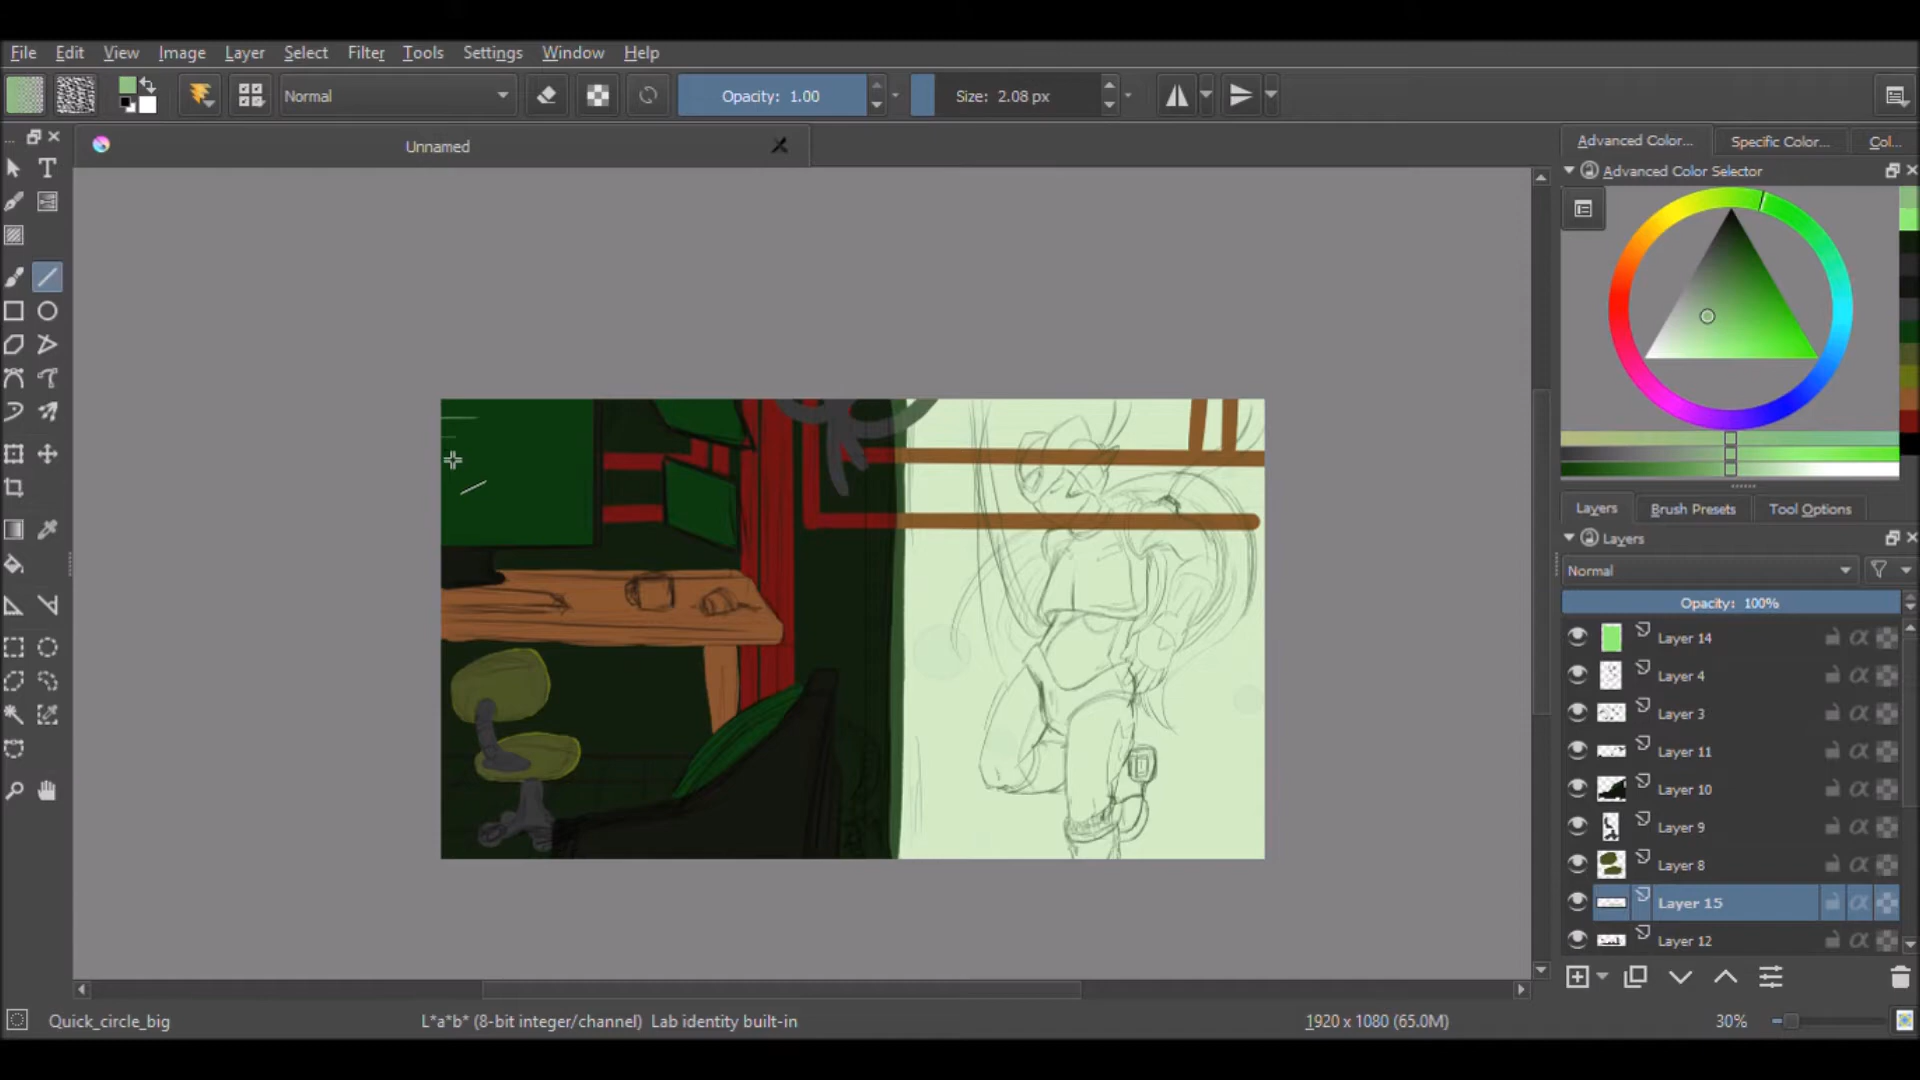 File Edit View Image Layer Select Filter Tools Settings Window Help
Normal Opacity: 1.00 Size: 2.08 px
Unnamed
Advanced Color... Specific Color... Col...
Advanced Color Selector
Layers Brush Presets Tool Options
Layers
Normal
Opacity: 100%
Layer 14
Layer 4
Layer 3
Layer 11
Layer 10
Layer 9
Layer 8
Layer 15
Layer 12
Quick_circle_big L*a*b* (8-bit integer/channel) Lab identity built-in 1920 x 1080 (65.0M) 30%